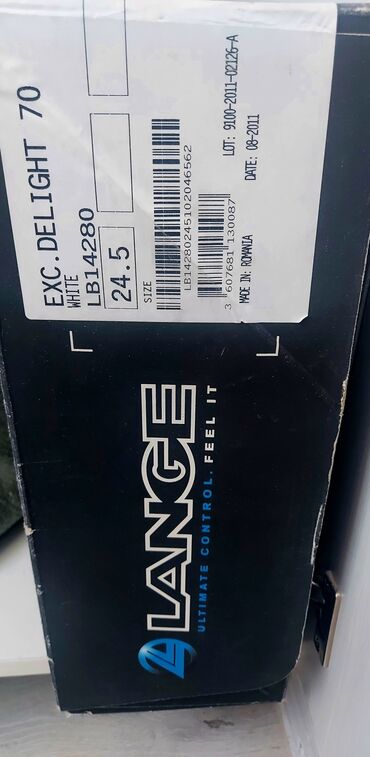 EXC.DELIGHT 70
WHITE
LB14280
24.5
SIZE
LB14280245102046562
3 607681 130087
LOT: 9100-2011-02126-A
MADE IN: ROMANIA
DATE: 08-2011
LANGE
ULTIMATE CONTROL. FEEL IT